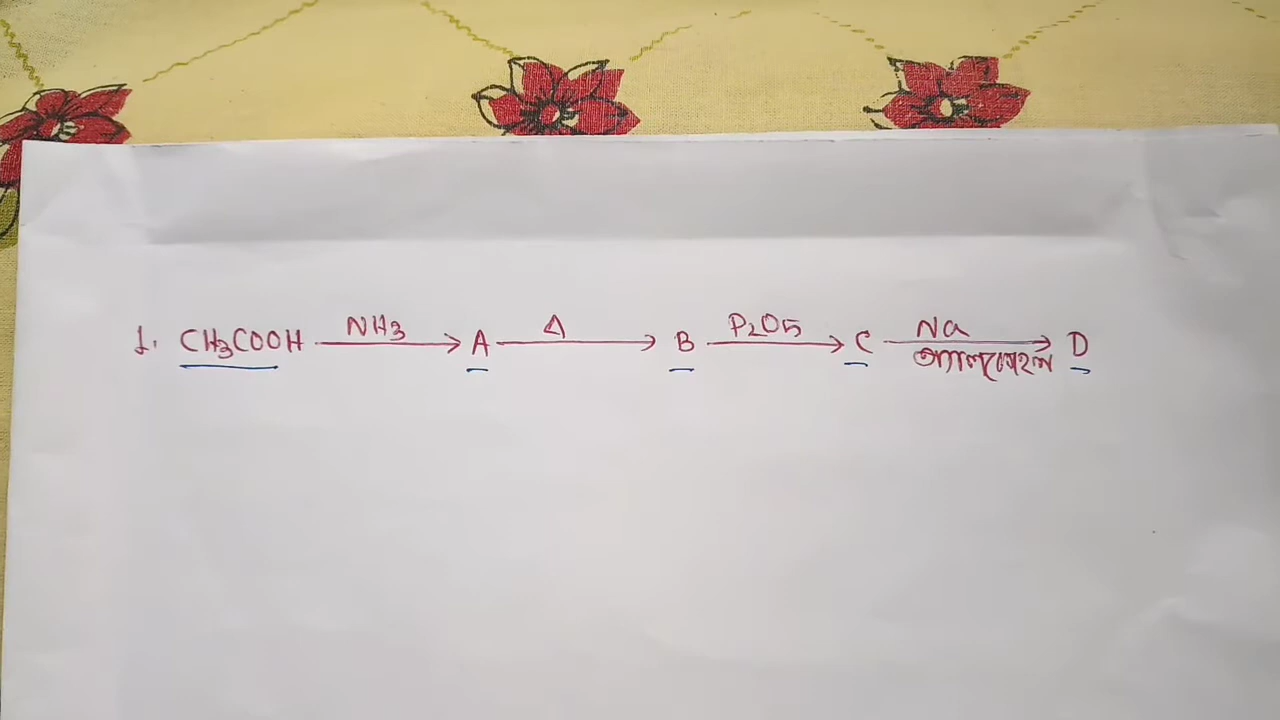 1. CH3COOH NH3 → A Δ → B P2O5 → C Na → D
অ্যালকোহল